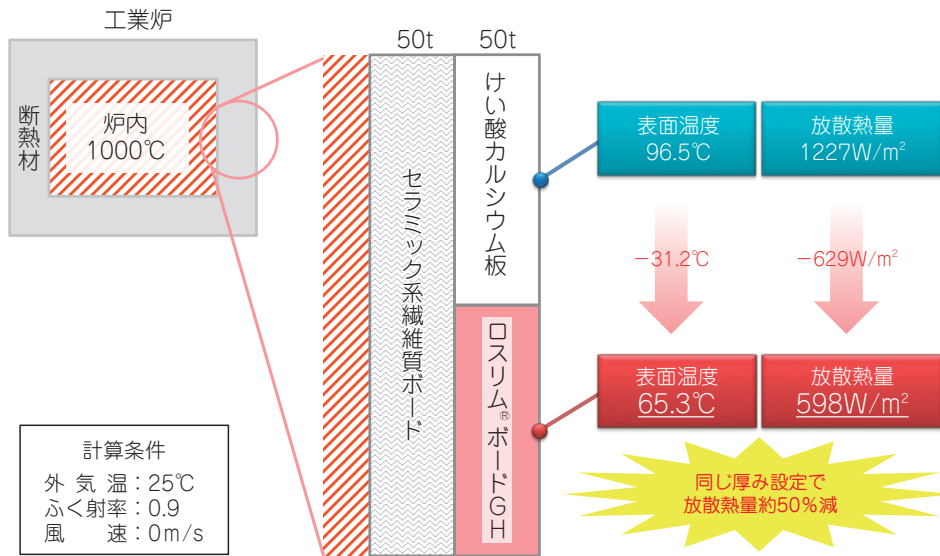 工業炉
断熱材
炉内
1000℃
50t
50t
セラミック系繊維質ボード
けい酸カルシウム板
ロスリム®ボードGH
表面温度
96.5℃
放散熱量
1227W/m²
−31.2℃
−629W/m²
表面温度
65.3℃
放散熱量
598W/m²
同じ厚み設定で
放散熱量約50%減
計算条件
外気温：25℃
ふく射率：0.9
風速：0m/s